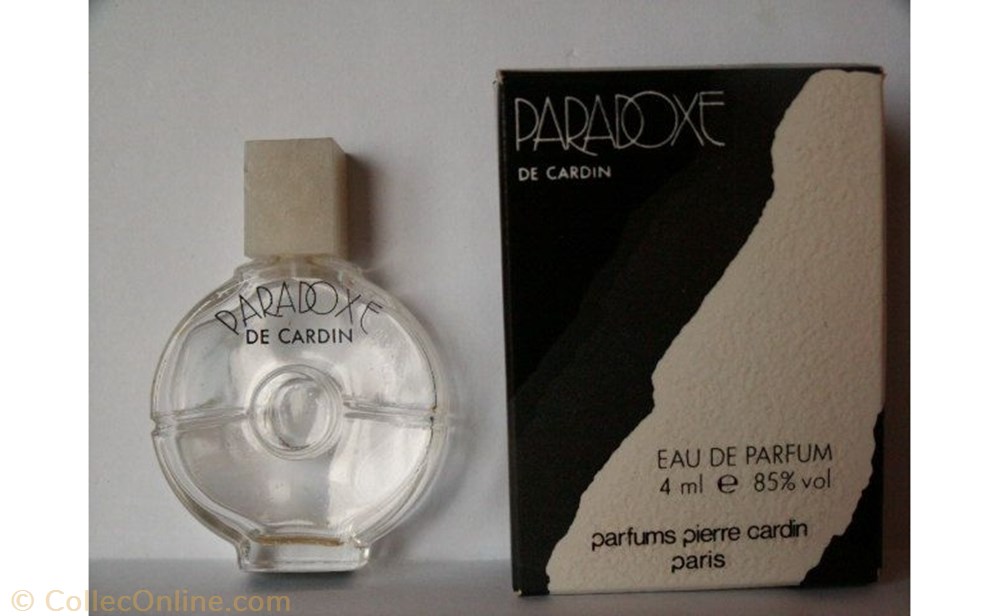 PARADOXE
DE CARDIN
PARADOXE
DE CARDIN
EAU DE PARFUM
4 ml ℮ 85% vol
parfums pierre cardin
paris
© CollecOnline.com